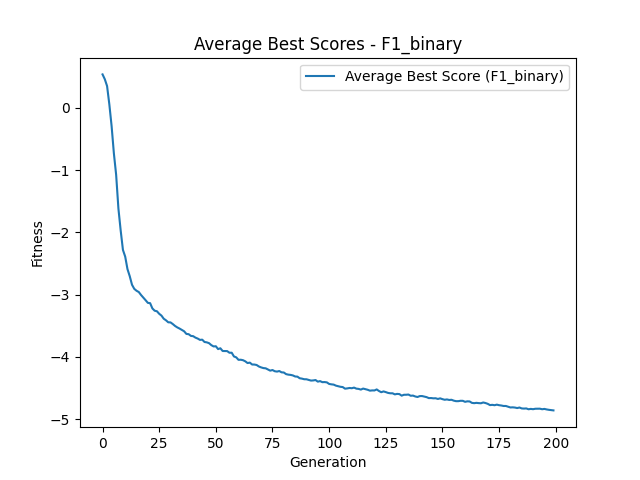 Average Best Scores - F1_binary
Average Best Score (F1_binary)
0
−1
−2
−3
−4
−5
Fitness
0 25 50 75 100 125 150 175 200
Generation